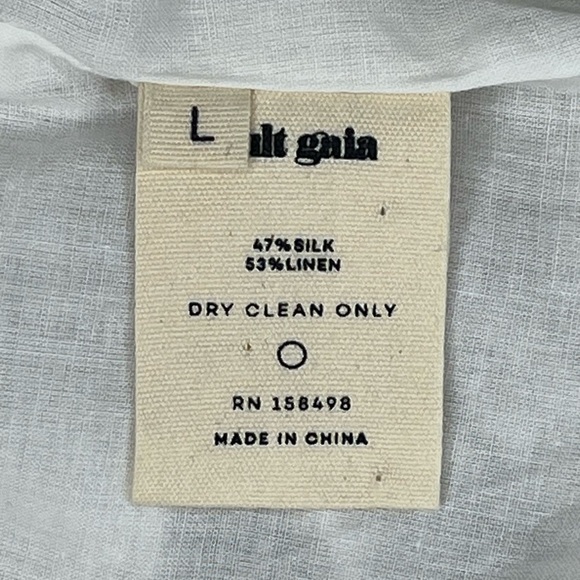 L
ult gaia
47% SILK
53% LINEN
DRY CLEAN ONLY
RN 158498
MADE IN CHINA